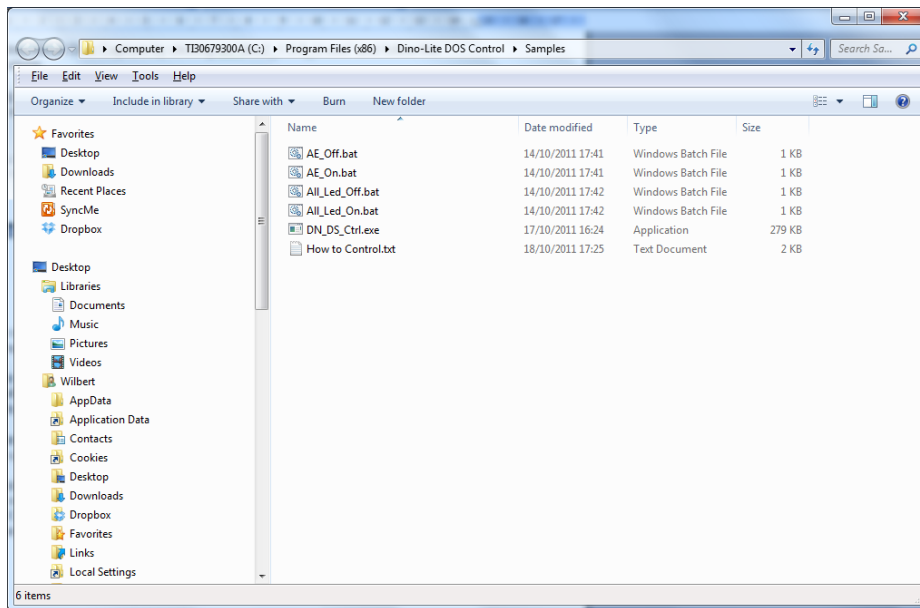 Computer ▸ TI30679300A (C:) ▸ Program Files (x86) ▸ Dino-Lite DOS Control ▸ Samples
Search Sa...
File Edit View Tools Help
Organize Include in library Share with Burn New folder
Favorites
Desktop
Downloads
Recent Places
SyncMe
Dropbox
Desktop
Libraries
Documents
Music
Pictures
Videos
Wilbert
AppData
Application Data
Contacts
Cookies
Desktop
Downloads
Dropbox
Favorites
Links
Local Settings
Name Date modified Type Size
AE_Off.bat 14/10/2011 17:41 Windows Batch File 1 KB
AE_On.bat 14/10/2011 17:41 Windows Batch File 1 KB
All_Led_Off.bat 14/10/2011 17:42 Windows Batch File 1 KB
All_Led_On.bat 14/10/2011 17:42 Windows Batch File 1 KB
DN_DS_Ctrl.exe 17/10/2011 16:24 Application 279 KB
How to Control.txt 18/10/2011 17:25 Text Document 2 KB
6 items